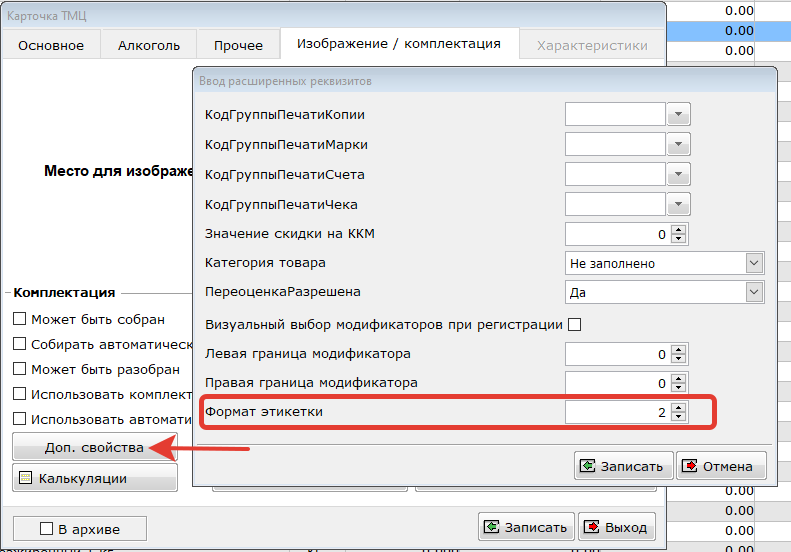 Карточка ТМЦ
Основное
Алкоголь
Прочее
Изображение / комплектация
Характеристики
Место для изображе
Комплектация
Может быть собран
Собирать автоматическ
Может быть разобран
Использовать комплект
Использовать автомати
Доп. свойства
Калькуляции
В архиве
Записать
Выход
Ввод расширенных реквизитов
КодГруппыПечатиКопии
КодГруппыПечатиМарки
КодГруппыПечатиСчета
КодГруппыПечатиЧека
Значение скидки на ККМ 0
Категория товара Не заполнено
ПереоценкаРазрешена Да
Визуальный выбор модификаторов при регистрации
Левая граница модификатора 0
Правая граница модификатора 0
Формат этикетки 2
Записать
Отмена
0.00
0.00
0.00
0.00
0.00
0.00
0.00